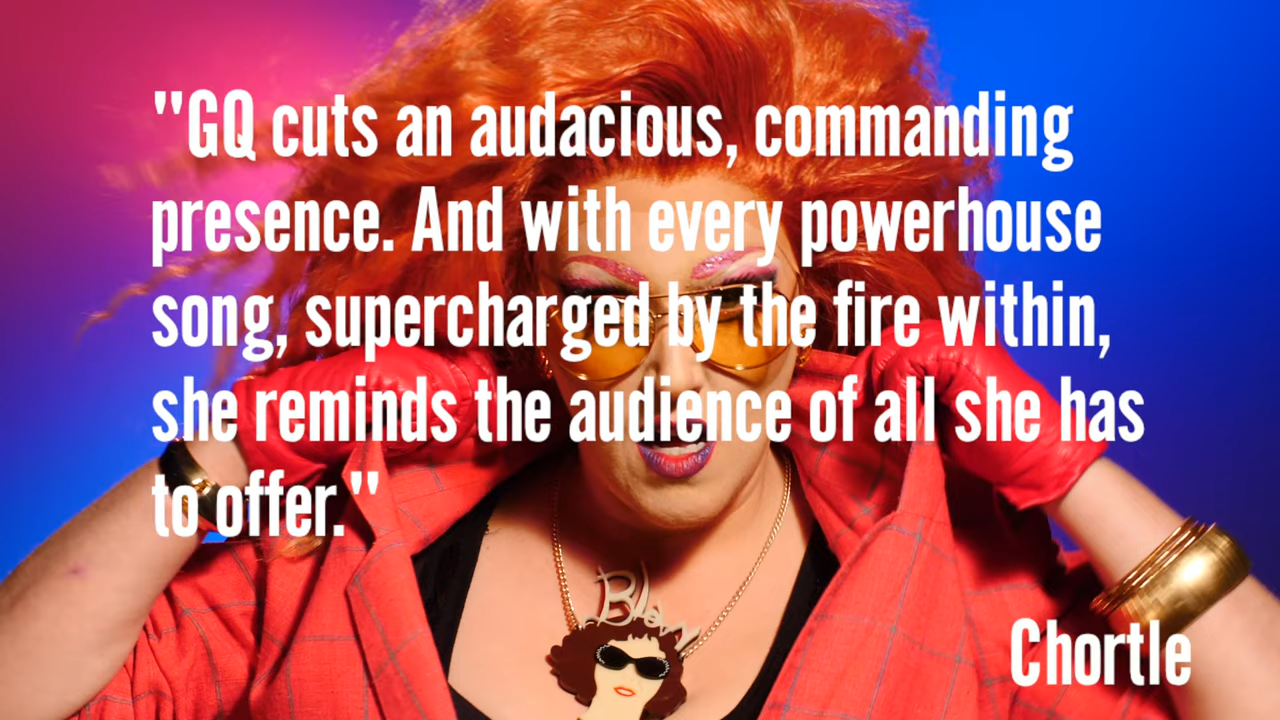 "GQ cuts an audacious, commanding
presence. And with every powerhouse
song, supercharged by the fire within,
she reminds the audience of all she has
to offer."
Blow
Chortle